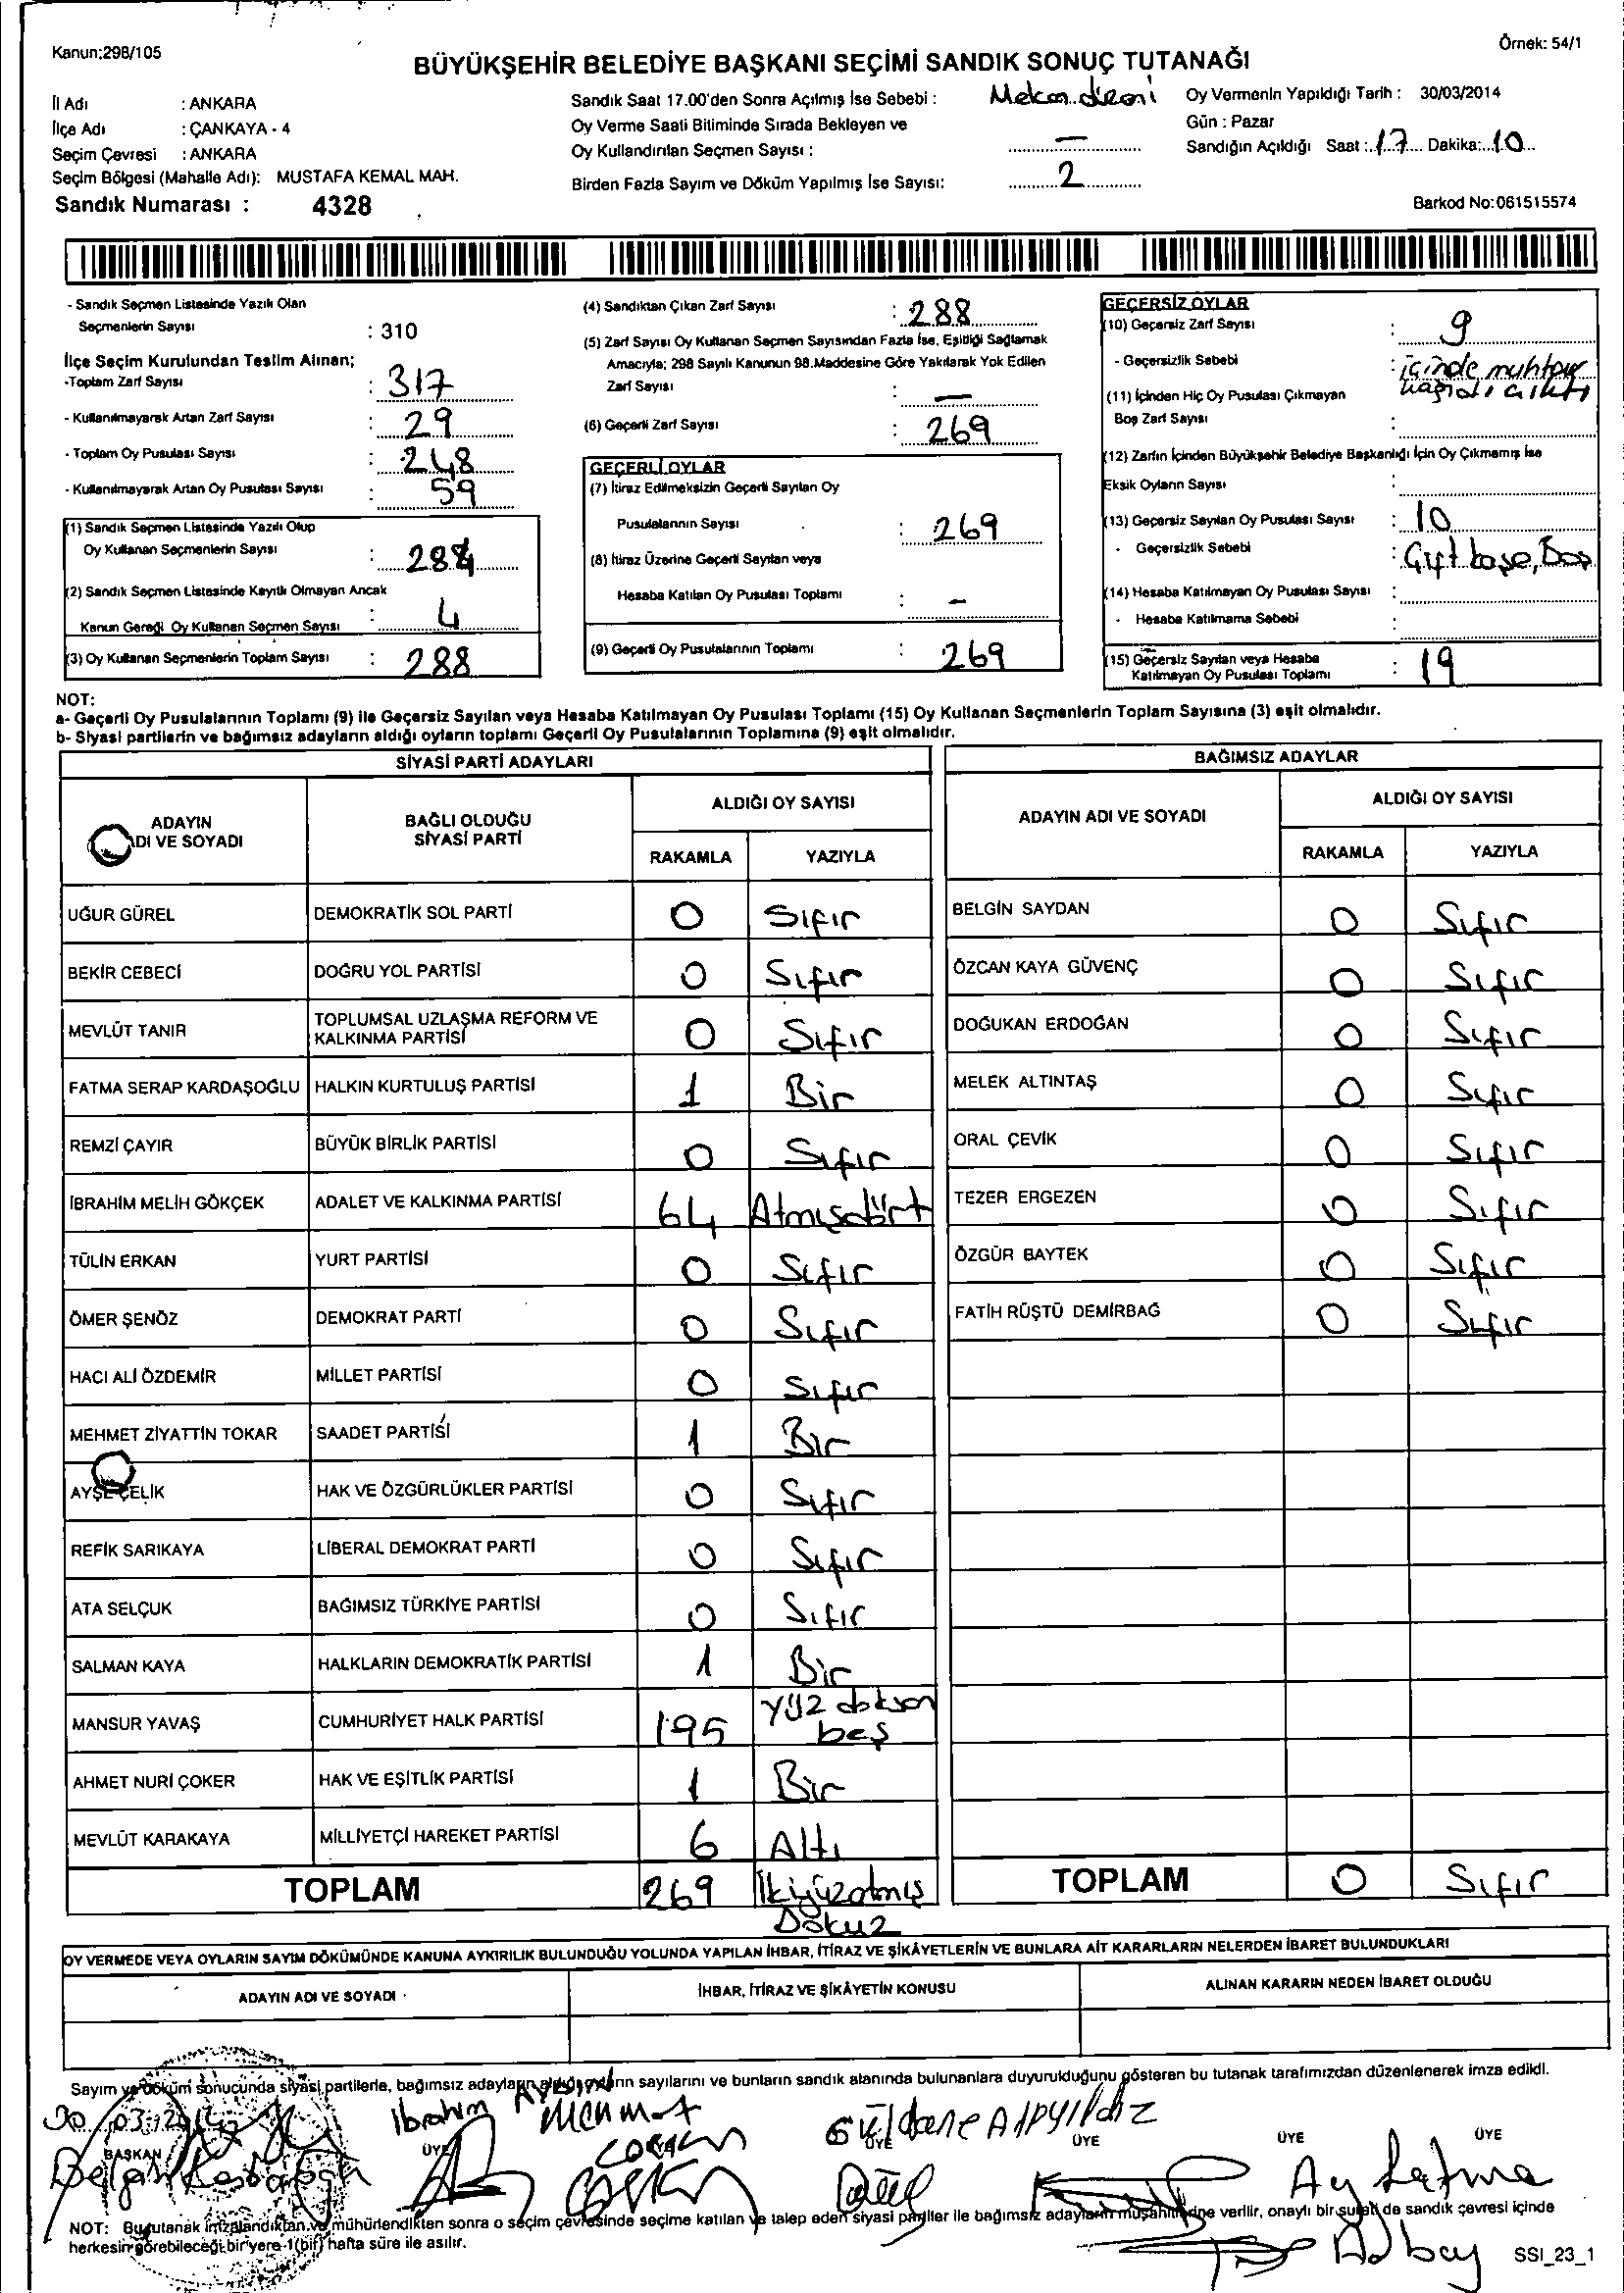 Kanun:298/105
Örnek: 54/1
BÜYÜKŞEHİR BELEDİYE BAŞKANI SEÇİMİ SANDIK SONUÇ TUTANAĞI
İl Adı : ANKARA
İlçe Adı : ÇANKAYA - 4
Seçim Çevresi : ANKARA
Seçim Bölgesi (Mahalle Adı): MUSTAFA KEMAL MAH.
Sandık Numarası : 4328
Sandık Saat 17.00'den Sonra Açılmış İse Sebebi :
Oy Verme Saati Bitiminde Sırada Bekleyen ve
Oy Kullandırılan Seçmen Sayısı : —
Birden Fazla Sayım ve Döküm Yapılmış İse Sayısı: 2
Oy Vermenin Yapıldığı Tarih : 30/03/2014
Gün : Pazar
Sandığın Açıldığı Saat : 17 Dakika: 10
Barkod No:061515574
- Sandık Seçmen Listesinde Yazılı Olan
Seçmenlerin Sayısı : 310
İlçe Seçim Kurulundan Teslim Alınan;
-Toplam Zarf Sayısı : 317
- Kullanılmayarak Artan Zarf Sayısı : 29
- Toplam Oy Pusulası Sayısı : 248
- Kullanılmayarak Artan Oy Pusulası Sayısı : 59
(1) Sandık Seçmen Listesinde Yazılı Olup
Oy Kullanan Seçmenlerin Sayısı : 284
(2) Sandık Seçmen Listesinde Kayıtlı Olmayan Ancak
Kanun Gereği Oy Kullanan Seçmen Sayısı : 4
(3) Oy Kullanan Seçmenlerin Toplam Sayısı : 288
(4) Sandıktan Çıkan Zarf Sayısı : 288
(5) Zarf Sayısı Oy Kullanan Seçmen Sayısından Fazla İse, Eşitliği Sağlamak
Amacıyla; 298 Sayılı Kanunun 98.Maddesine Göre Yakılarak Yok Edilen
Zarf Sayısı : —
(6) Geçerli Zarf Sayısı : 269
GEÇERLİ OYLAR
(7) İtiraz Edilmeksizin Geçerli Sayılan Oy
Pusulalarının Sayısı : 269
(8) İtiraz Üzerine Geçerli Sayılan veya
Hesaba Katılan Oy Pusulası Toplamı : -
(9) Geçerli Oy Pusulalarının Toplamı : 269
GEÇERSİZ OYLAR
(10) Geçersiz Zarf Sayısı : 9
- Geçersizlik Sebebi : içinde muhtar
kağıdı çıktı
(11) İçinden Hiç Oy Pusulası Çıkmayan
Boş Zarf Sayısı :
(12) Zarfın İçinden Büyükşehir Belediye Başkanlığı İçin Oy Çıkmamış İse
Eksik Oyların Sayısı :
(13) Geçersiz Sayılan Oy Pusulası Sayısı : 10
- Geçersizlik Sebebi : Çift kaşe, Boş
(14) Hesaba Katılmayan Oy Pusulası Sayısı :
- Hesaba Katılmama Sebebi :
(15) Geçersiz Sayılan veya Hesaba
Katılmayan Oy Pusulası Toplamı : 19
NOT:
a- Geçerli Oy Pusulalarının Toplamı (9) ile Geçersiz Sayılan veya Hesaba Katılmayan Oy Pusulası Toplamı (15) Oy Kullanan Seçmenlerin Toplam Sayısına (3) eşit olmalıdır.
b- Siyasi partilerin ve bağımsız adayların aldığı oyların toplamı Geçerli Oy Pusulalarının Toplamına (9) eşit olmalıdır.
SİYASİ PARTİ ADAYLARI
ADAYIN
ADI VE SOYADI
BAĞLI OLDUĞU
SİYASİ PARTİ
ALDIĞI OY SAYISI
RAKAMLA YAZIYLA
UĞUR GÜREL DEMOKRATİK SOL PARTİ 0 Sıfır
BEKİR CEBECİ DOĞRU YOL PARTİSİ 0 Sıfır
MEVLÜT TANIR TOPLUMSAL UZLAŞMA REFORM VE
KALKINMA PARTİSİ 0 Sıfır
FATMA SERAP KARDAŞOĞLU HALKIN KURTULUŞ PARTİSİ 1 Bir
REMZİ ÇAYIR BÜYÜK BİRLİK PARTİSİ 0 Sıfır
İBRAHİM MELİH GÖKÇEK ADALET VE KALKINMA PARTİSİ 64 Atmışdört
TÜLİN ERKAN YURT PARTİSİ 0 Sıfır
ÖMER ŞENÖZ DEMOKRAT PARTİ 0 Sıfır
HACI ALİ ÖZDEMİR MİLLET PARTİSİ 0 Sıfır
MEHMET ZİYATTİN TOKAR SAADET PARTİSİ 1 Bir
AYŞE ÇELİK HAK VE ÖZGÜRLÜKLER PARTİSİ 0 Sıfır
REFİK SARIKAYA LİBERAL DEMOKRAT PARTİ 0 Sıfır
ATA SELÇUK BAĞIMSIZ TÜRKİYE PARTİSİ 0 Sıfır
SALMAN KAYA HALKLARIN DEMOKRATİK PARTİSİ 1 Bir
MANSUR YAVAŞ CUMHURİYET HALK PARTİSİ 195 Yüz doksan
beş
AHMET NURİ ÇOKER HAK VE EŞİTLİK PARTİSİ 1 Bir
MEVLÜT KARAKAYA MİLLİYETÇİ HAREKET PARTİSİ 6 Altı
TOPLAM 269 İkiyüzatmış
Dokuz
BAĞIMSIZ ADAYLAR
ADAYIN ADI VE SOYADI
ALDIĞI OY SAYISI
RAKAMLA YAZIYLA
BELGİN SAYDAN 0 Sıfır
ÖZCAN KAYA GÜVENÇ 0 Sıfır
DOĞUKAN ERDOĞAN 0 Sıfır
MELEK ALTINTAŞ 0 Sıfır
ORAL ÇEVİK 0 Sıfır
TEZER ERGEZEN 0 Sıfır
ÖZGÜR BAYTEK 0 Sıfır
FATİH RÜŞTÜ DEMİRBAĞ 0 Sıfır
TOPLAM 0 Sıfır
OY VERMEDE VEYA OYLARIN SAYIM DÖKÜMÜNDE KANUNA AYKIRILIK BULUNDUĞU YOLUNDA YAPILAN İHBAR, İTİRAZ VE ŞİKÂYETLERİN VE BUNLARA AİT KARARLARIN NELERDEN İBARET BULUNDUKLARI
ADAYIN ADI VE SOYADI
İHBAR, İTİRAZ VE ŞİKÂYETİN KONUSU
ALINAN KARARIN NEDEN İBARET OLDUĞU
Sayım ve döküm sonucunda siyasi partilerle, bağımsız adayların aldığı oyların sayılarını ve bunların sandık alanında bulunanlara duyurulduğunu gösteren bu tutanak tarafımızdan düzenlenerek imza edildi.
30/03/2014
İbrahim AYDIN
Mehmet
Güldane Alpyıldız
BAŞKAN ÜYE ÜYE ÜYE ÜYE ÜYE
Belgin
Ay Fatma
NOT: Bu tutanak imzalandıktan ve mühürlendikten sonra o seçim çevresinde seçime katılan ve talep eden siyasi partiler ile bağımsız adayların müşahitlerine verilir, onaylı bir sureti de sandık çevresi içinde
herkesin görebileceği bir yere 1(bir) hafta süre ile asılır.
SSI_23_1